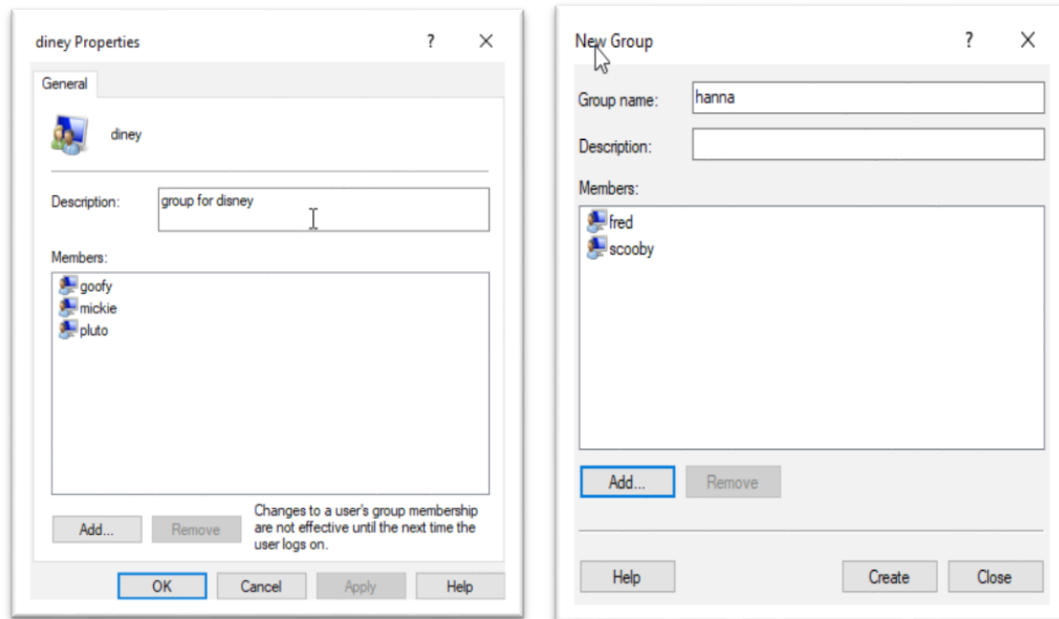 diney Properties
?
General
diney
Description:
group for disney
Members:
goofy
mickie
pluto
Add...
Remove
Changes to a user's group membership
are not effective until the next time the
user logs on.
OK
Cancel
Apply
Help
New Group
?
Group name:
hanna
Description:
Members:
fred
scooby
Add...
Remove
Help
Create
Close